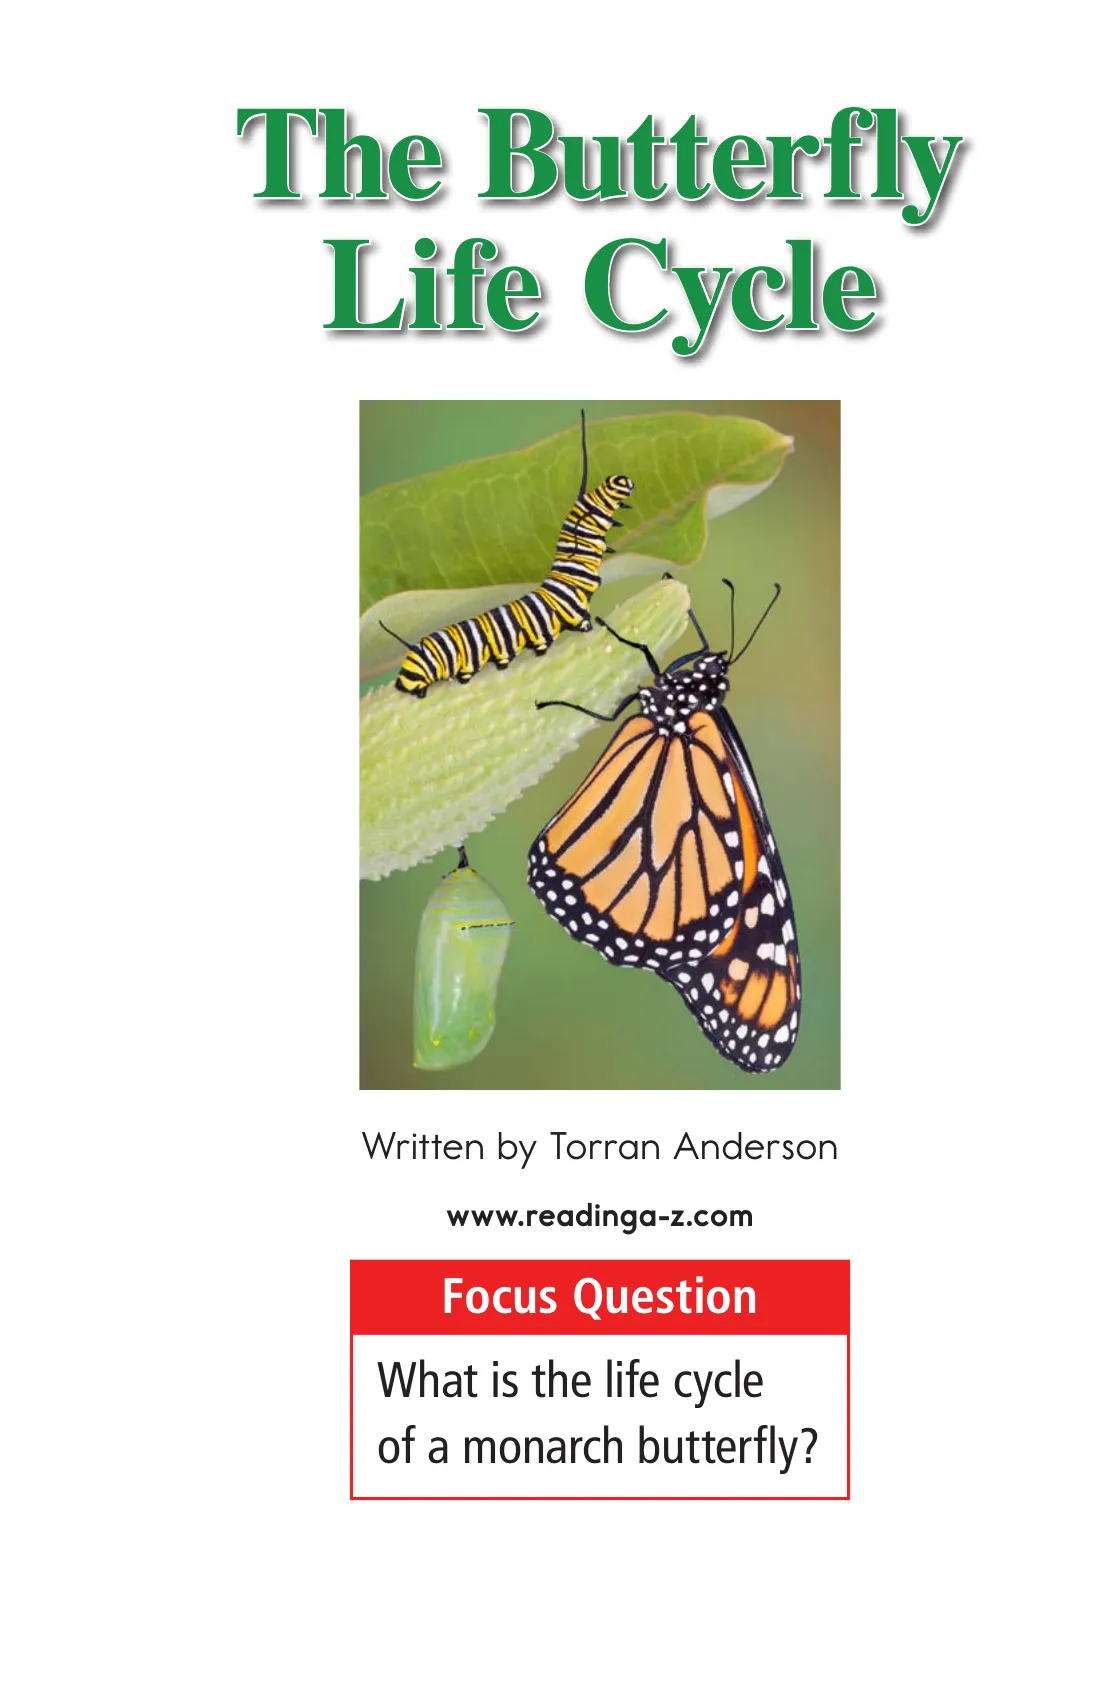 The Butterfly
Life Cycle
Written by Torran Anderson
www.readinga-z.com
Focus Question
What is the life cycle
of a monarch butterfly?